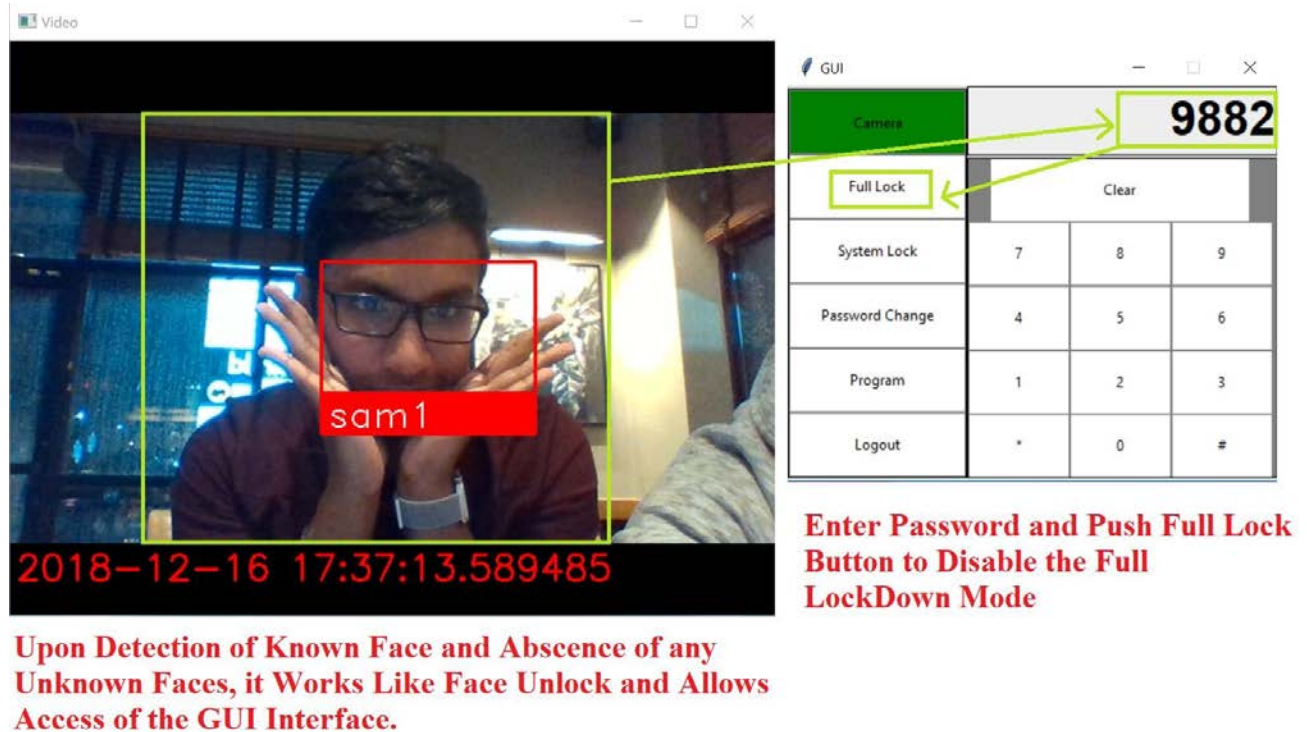 Video
sam1
2018-12-16 17:37:13.589485
Upon Detection of Known Face and Abscence of any
Unknown Faces, it Works Like Face Unlock and Allows
Access of the GUI Interface.
GUI
Camera
9882
Full Lock
Clear
System Lock
7 8 9
Password Change
4 5 6
Program
1 2 3
Logout
* 0 #
Enter Password and Push Full Lock
Button to Disable the Full
LockDown Mode